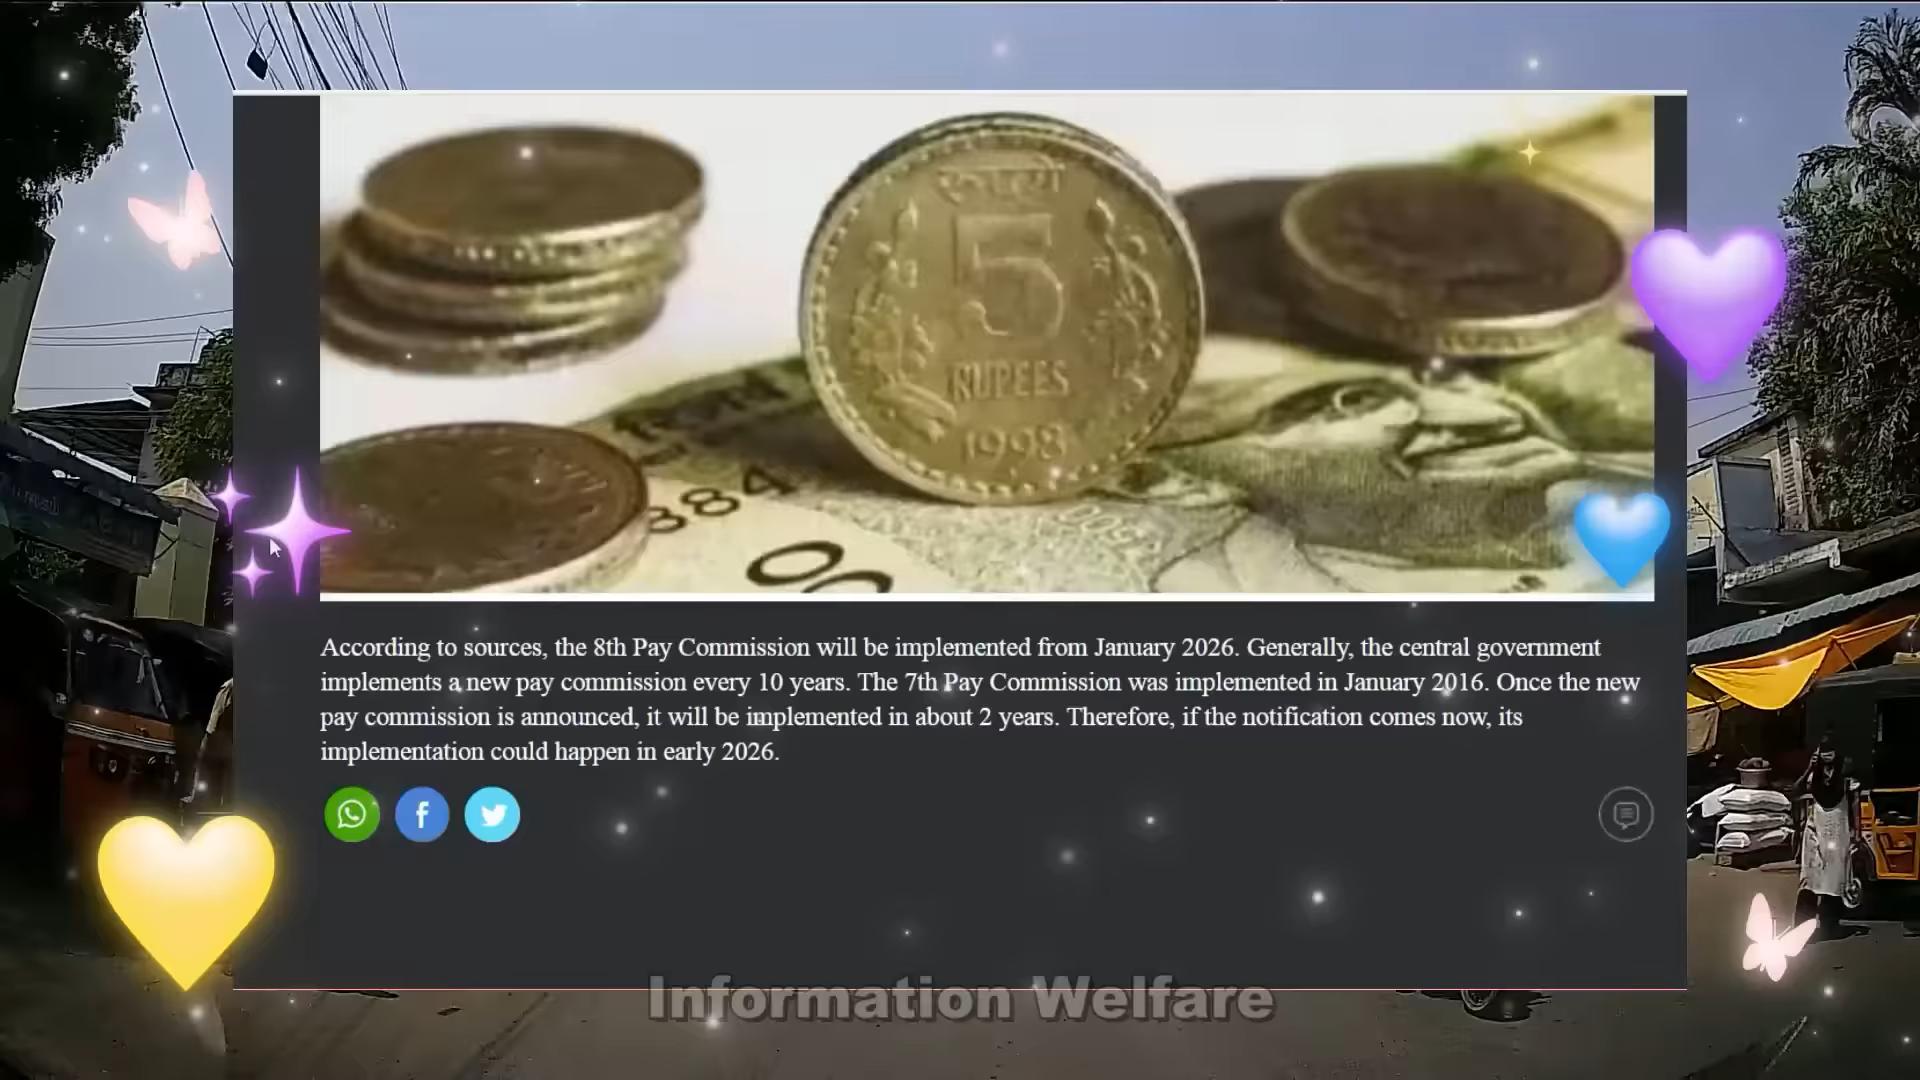 रुपये
5
RUPEES
1998
384
00
According to sources, the 8th Pay Commission will be implemented from January 2026. Generally, the central government
implements a new pay commission every 10 years. The 7th Pay Commission was implemented in January 2016. Once the new
pay commission is announced, it will be implemented in about 2 years. Therefore, if the notification comes now, its
implementation could happen in early 2026.
Information Welfare